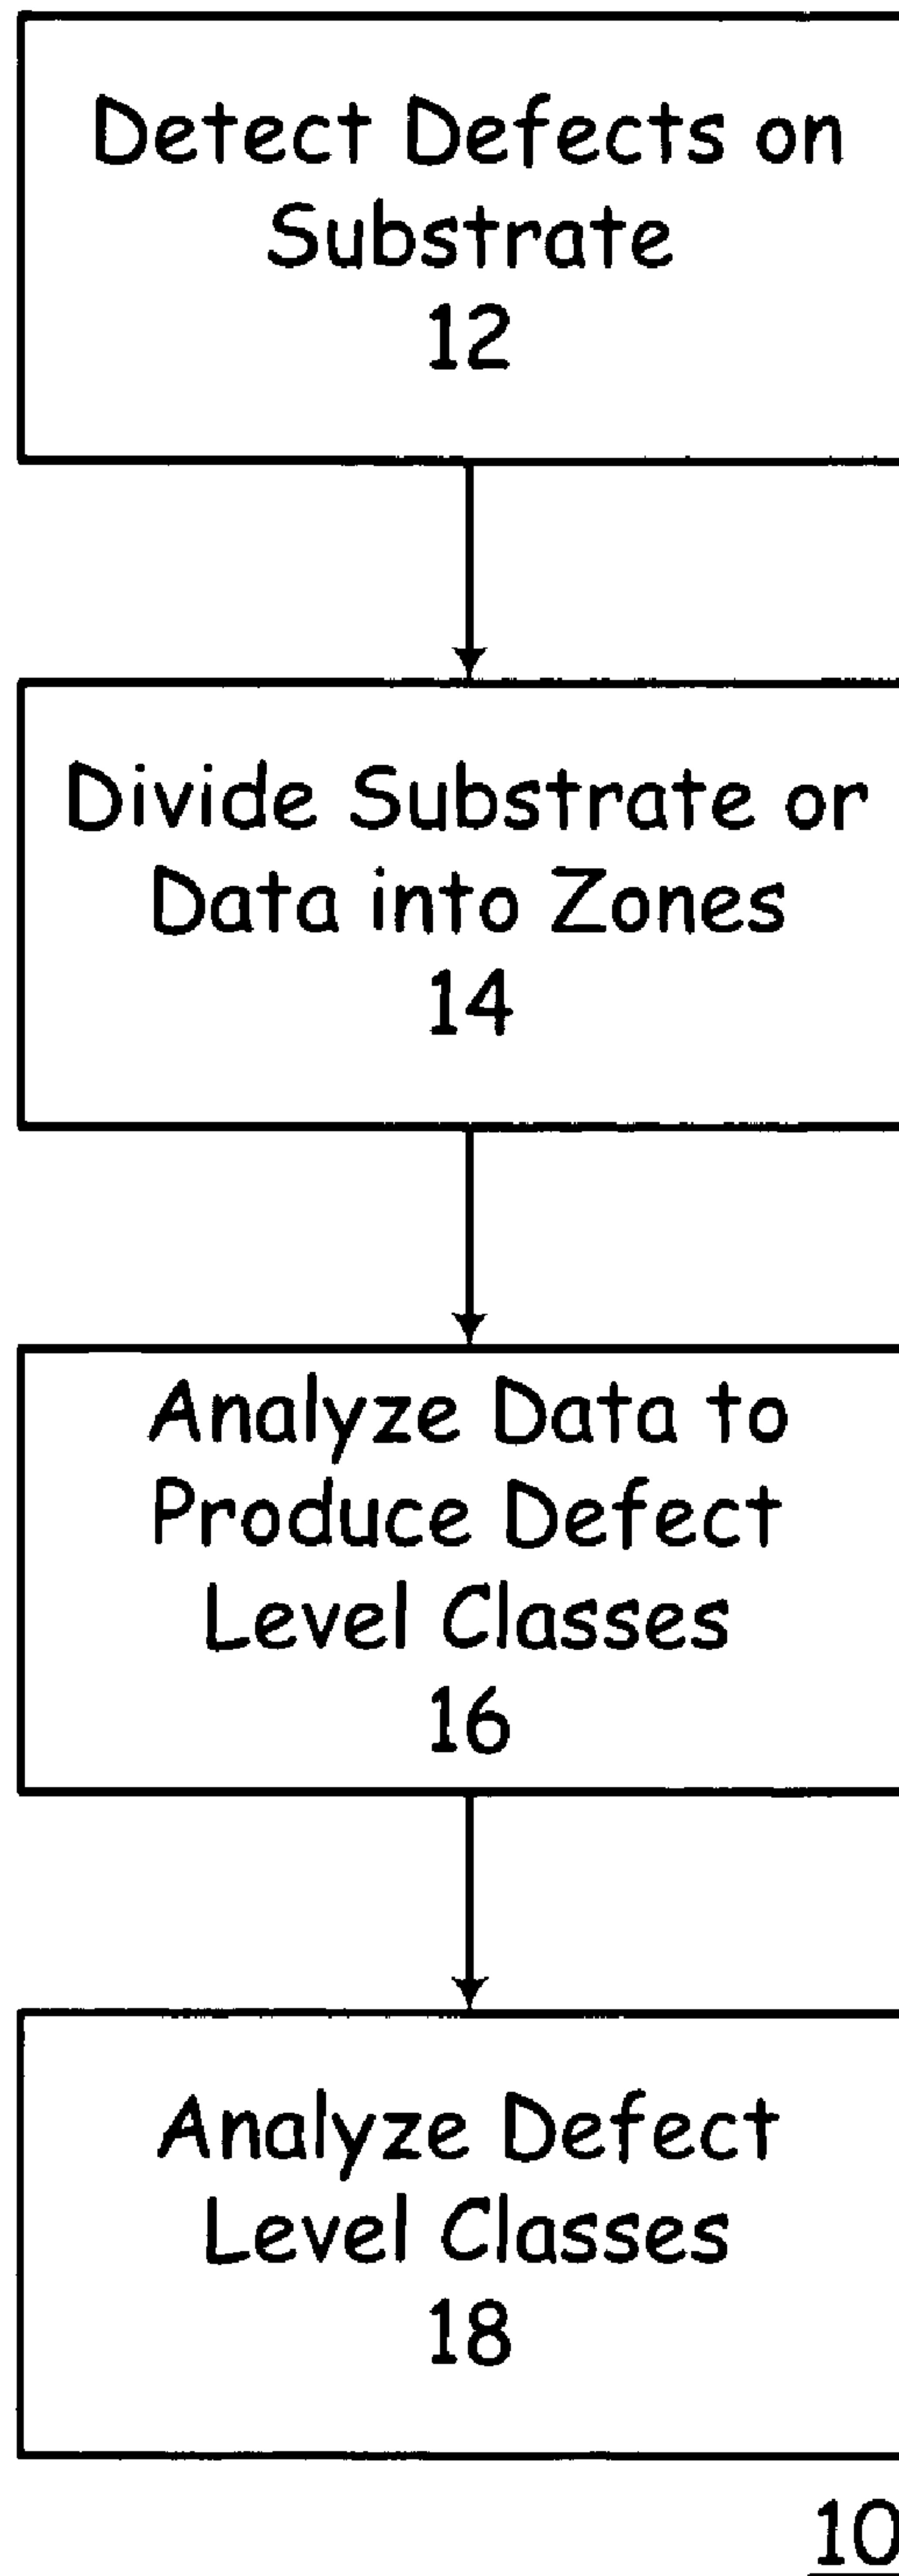 Detect Defects on
Substrate
12
Divide Substrate or
Data into Zones
14
Analyze Data to
Produce Defect
Level Classes
16
Analyze Defect
Level Classes
18
10